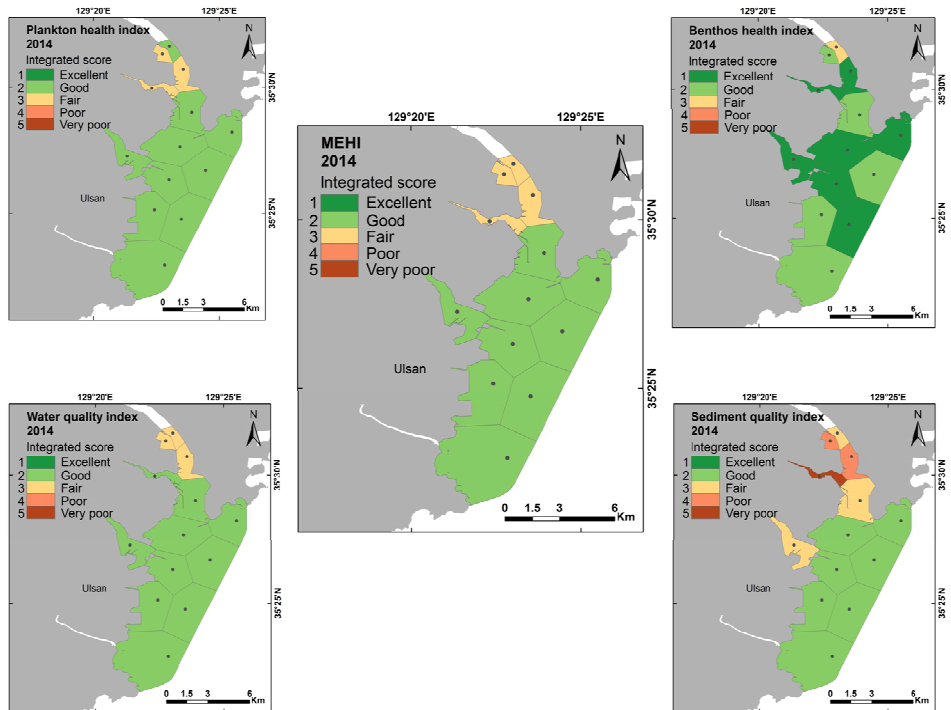 129°20'E 129°25'E
Plankton health index
2014
Integrated score
1 Excellent
2 Good
3 Fair
4 Poor
5 Very poor
N
35°30'N
35°25'N
Ulsan
0 1.5 3 6
Km
129°20'E 129°25'E
Benthos health index
2014
Integrated score
1 Excellent
2 Good
3 Fair
4 Poor
5 Very poor
N
35°30'N
35°25'N
Ulsan
0 1.5 3 6
Km
129°20'E 129°25'E
MEHI
2014
Integrated score
1 Excellent
2 Good
3 Fair
4 Poor
5 Very poor
N
35°30'N
35°25'N
Ulsan
0 1.5 3 6
Km
129°20'E 129°25'E
Water quality index
2014
Integrated score
1 Excellent
2 Good
3 Fair
4 Poor
5 Very poor
N
35°30'N
35°25'N
Ulsan
0 1.5 3 6
Km
129°20'E 129°25'E
Sediment quality index
2014
Integrated score
1 Excellent
2 Good
3 Fair
4 Poor
5 Very poor
N
35°30'N
35°25'N
Ulsan
0 1.5 3 6
Km